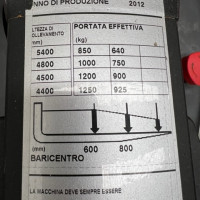 NNO DI PRODUZIONE 2012
LTEZZA DI PORTATA EFFETTIVA
OLLEVAMENTO (kg)
(mm)
5400 850 640
4800 1000 750
4500 1200 900
4400 1250 925
(mm) 600 800
BARICENTRO
LA MACCHINA DEVE SEMPRE ESSERE